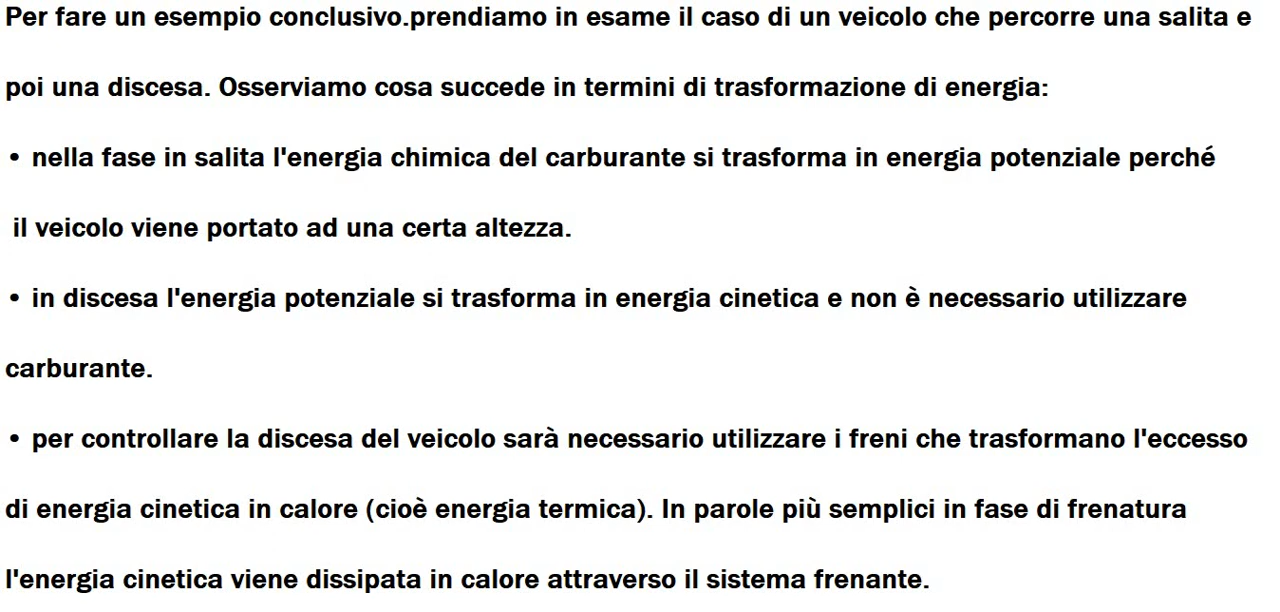 Per fare un esempio conclusivo.prendiamo in esame il caso di un veicolo che percorre una salita e
poi una discesa. Osserviamo cosa succede in termini di trasformazione di energia:
• nella fase in salita l'energia chimica del carburante si trasforma in energia potenziale perché
il veicolo viene portato ad una certa altezza.
• in discesa l'energia potenziale si trasforma in energia cinetica e non è necessario utilizzare
carburante.
• per controllare la discesa del veicolo sarà necessario utilizzare i freni che trasformano l'eccesso
di energia cinetica in calore (cioè energia termica). In parole più semplici in fase di frenatura
l'energia cinetica viene dissipata in calore attraverso il sistema frenante.